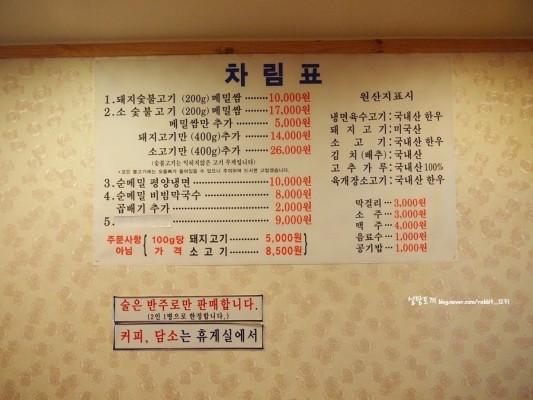 차림표
1.돼지숯불고기 (200g) 메밀쌈 ········ 10,000원
2.소 숯불고기 (200g) 메밀쌈 ········ 17,000원
메밀쌈만 추가 ········ 5,000원
돼지고기만 (400g)추가 ········ 14,000원
소고기만 (400g)추가 ········ 26,000원
(숯불고기는 익히지않은 고기 무게입니다)
3.순메밀 평양냉면 ········ 10,000원
4.순메밀 비빔막국수 ········ 8,000원
곱빼기 추가 ········ 2,000원
5. 9,000원
주문사항 아님
100g당 가 격
돼지고기 ········ 5,000원
소 고 기 ········ 8,500원
원산지표시
냉면육수고기 : 국내산 한우
돼 지 고 기 : 미국산
소 고 기 : 국내산 한우
김 치 (배추) : 국내산
고 추 가 루 : 국내산100%
육개장소고기 : 국내산 한우
막걸리 ···· 3,000원
소 주 ···· 3,000원
맥 주 ···· 4,000원
음료수 ···· 1,000원
공기밥 ···· 1,000원
술은 반주로만 판매합니다.
(2인 1병으로 한정합니다.)
커피, 담소는 휴게실에서
설탕토끼 blog.naver.com/rabbit_1231